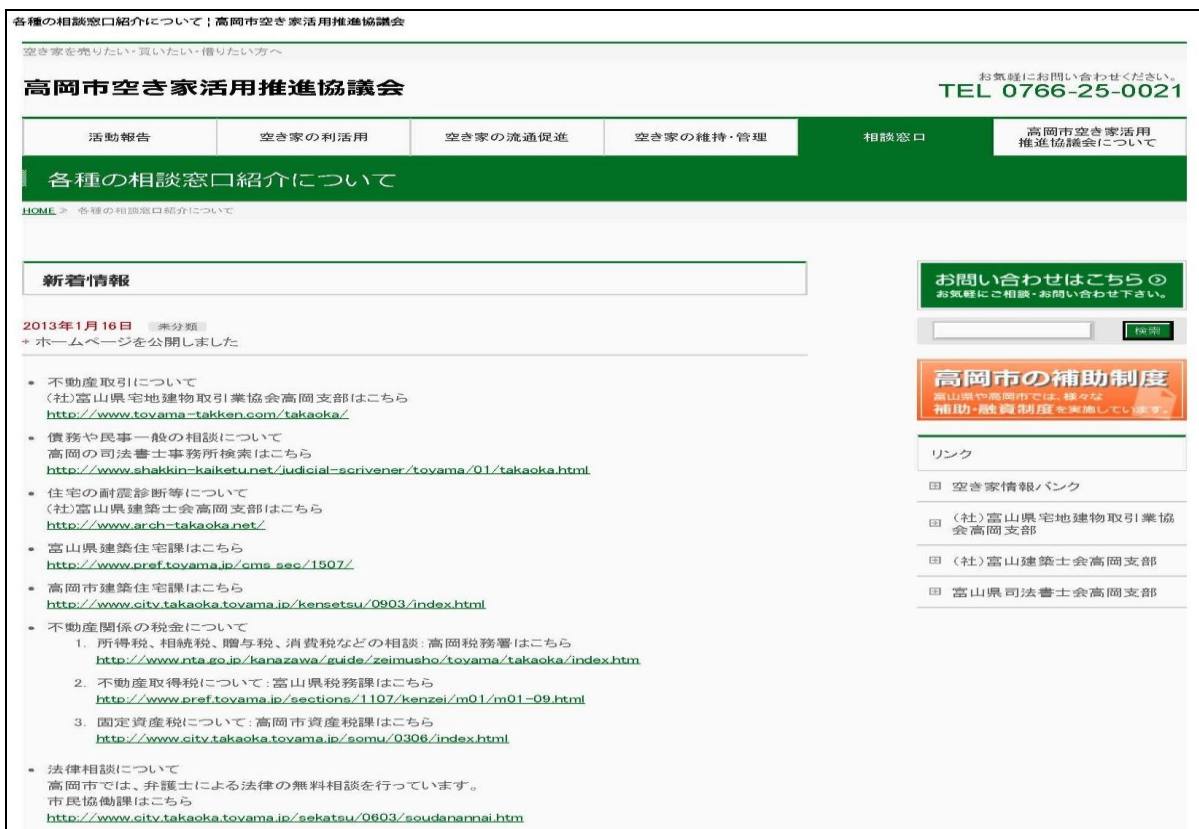 各種の相談窓口紹介について | 高岡市空き家活用推進協議会
空き家を売りたい・買いたい・借りたい方へ
高岡市空き家活用推進協議会
お気軽にお問い合わせください。
TEL 0766-25-0021
活動報告
空き家の利活用
空き家の流通促進
空き家の維持・管理
相談窓口
高岡市空き家活用
推進協議会について
各種の相談窓口紹介について
HOME > 各種の相談窓口紹介について
新着情報
2013年1月16日 未分類
ホームページを公開しました
不動産取引について
(社)富山県宅地建物取引業協会高岡支部はこちら
http://www.toyama-takken.com/takaoka/
債務や民事一般の相談について
高岡の司法書士事務所検索はこちら
http://www.shakkin-kaiketu.net/judicial-scrivener/toyama/01/takaoka.html
住宅の耐震診断等について
(社)富山県建築士会高岡支部はこちら
http://www.arch-takaoka.net/
富山県建築住宅課はこちら
http://www.pref.toyama.jp/cms_sec/1507/
高岡市建築住宅課はこちら
http://www.city.takaoka.toyama.jp/kensetsu/0903/index.html
不動産関係の税金について
1. 所得税、相続税、贈与税、消費税などの相談:高岡税務署はこちら
http://www.nta.go.jp/kanazawa/guide/zeimusho/toyama/takaoka/index.htm
2. 不動産取得税について:富山県税務課はこちら
http://www.pref.toyama.jp/sections/1107/kenzei/m01/m01-09.html
3. 固定資産税について:高岡市資産税課はこちら
http://www.city.takaoka.toyama.jp/somu/0306/index.html
法律相談について
高岡市では、弁護士による法律の無料相談を行っています。
市民協働課はこちら
http://www.city.takaoka.toyama.jp/sekatsu/0603/soudanannai.htm
お問い合わせはこちら
お気軽にご相談・お問い合わせ下さい。
検索
高岡市の補助制度
富山県や高岡市では、様々な
補助・融資制度を実施しています。
リンク
空き家情報バンク
(社)富山県宅地建物取引業協
会高岡支部
(社)富山建築士会高岡支部
富山県司法書士会高岡支部